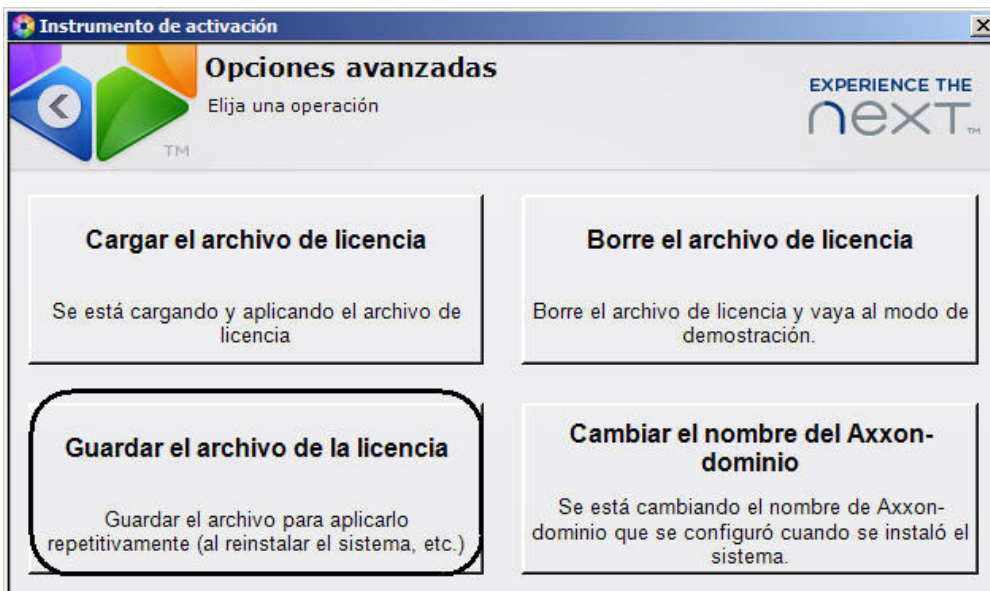 Instrumento de activación
Opciones avanzadas
Elija una operación
EXPERIENCE THE
next™
TM
Cargar el archivo de licencia
Se está cargando y aplicando el archivo de
licencia
Borre el archivo de licencia
Borre el archivo de licencia y vaya al modo de
demostración.
Guardar el archivo de la licencia
Guardar el archivo para aplicarlo
repetitivamente (al reinstalar el sistema, etc.)
Cambiar el nombre del Axxon-
dominio
Se está cambiando el nombre de Axxon-
dominio que se configuró cuando se instaló el
sistema.